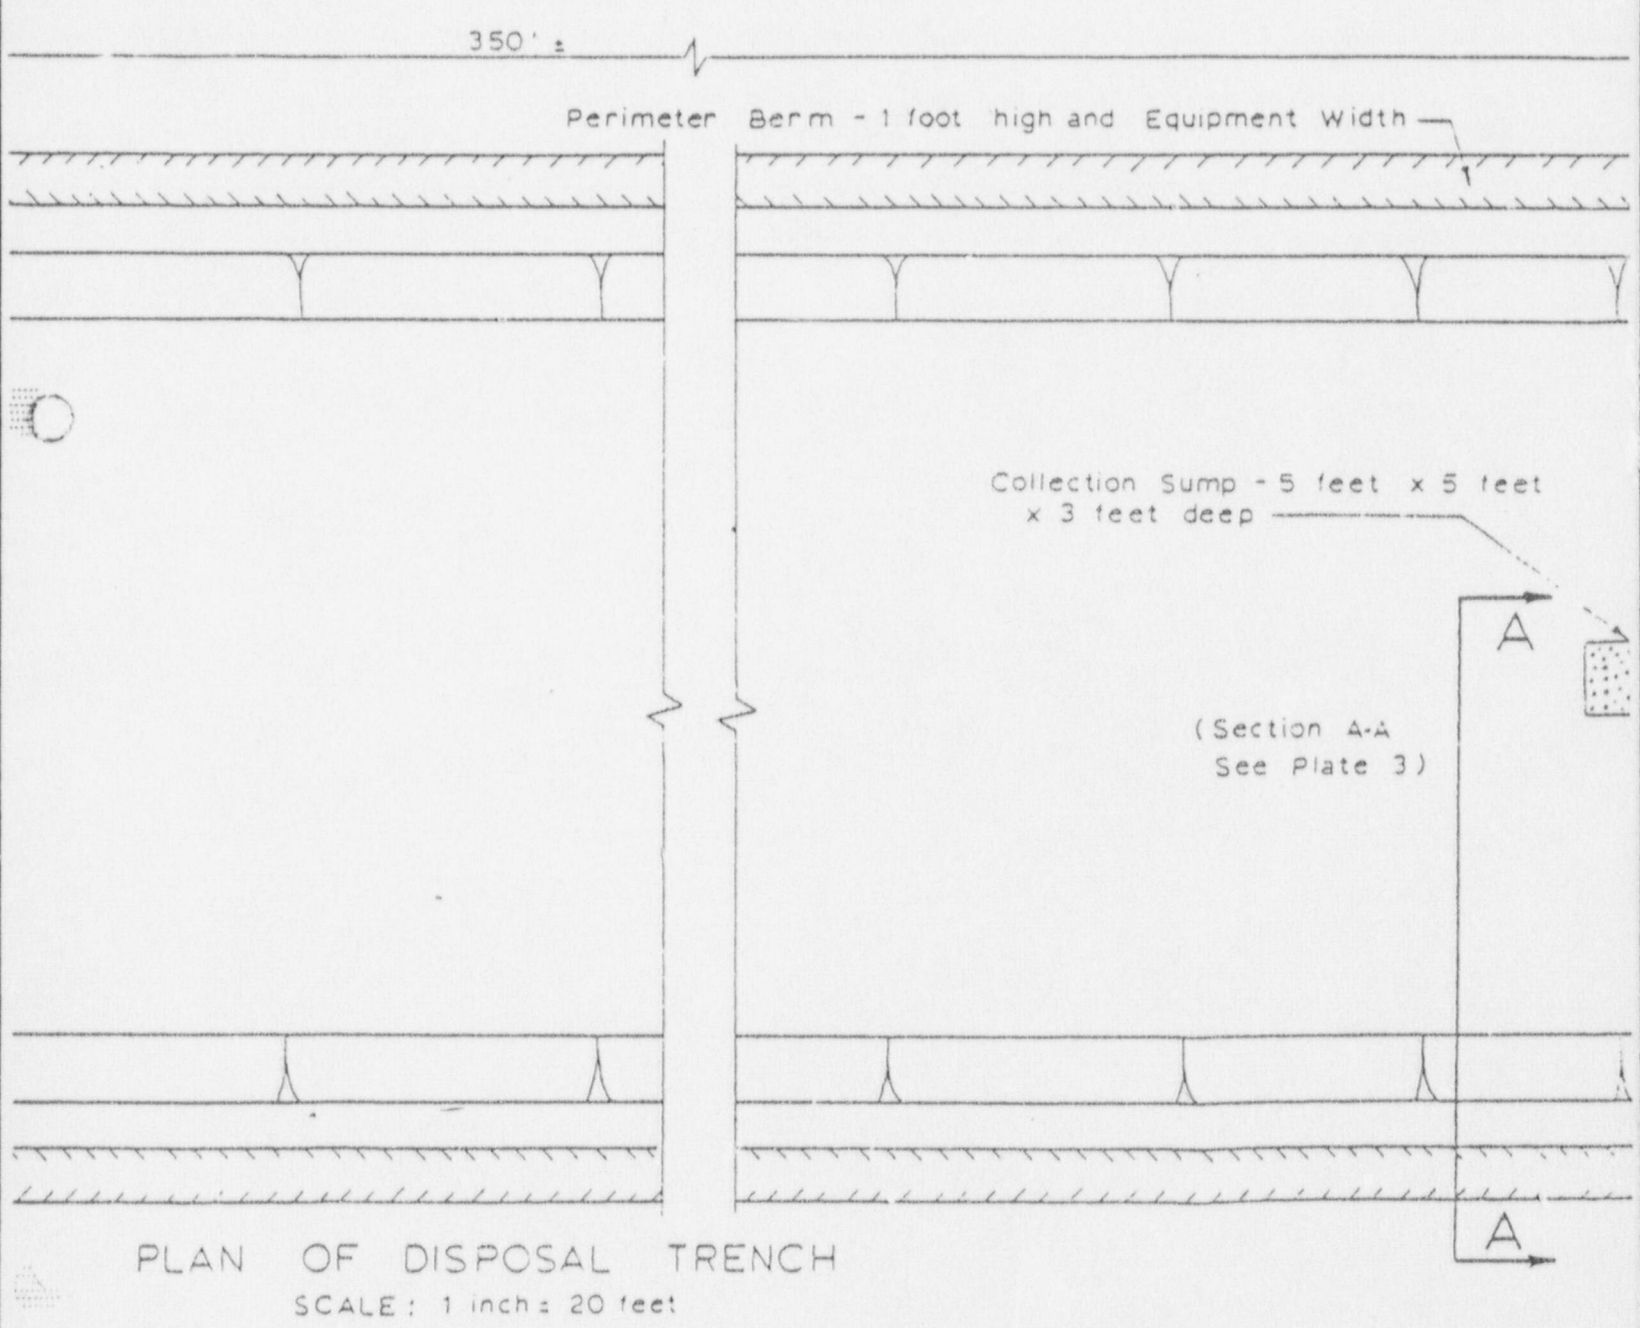 350' ±
Perimeter Berm - 1 foot high and Equipment Width
Collection Sump - 5 feet x 5 feet
x 3 feet deep
A
(Section A-A
See Plate 3)
A
PLAN OF DISPOSAL TRENCH
SCALE: 1 inch = 20 feet